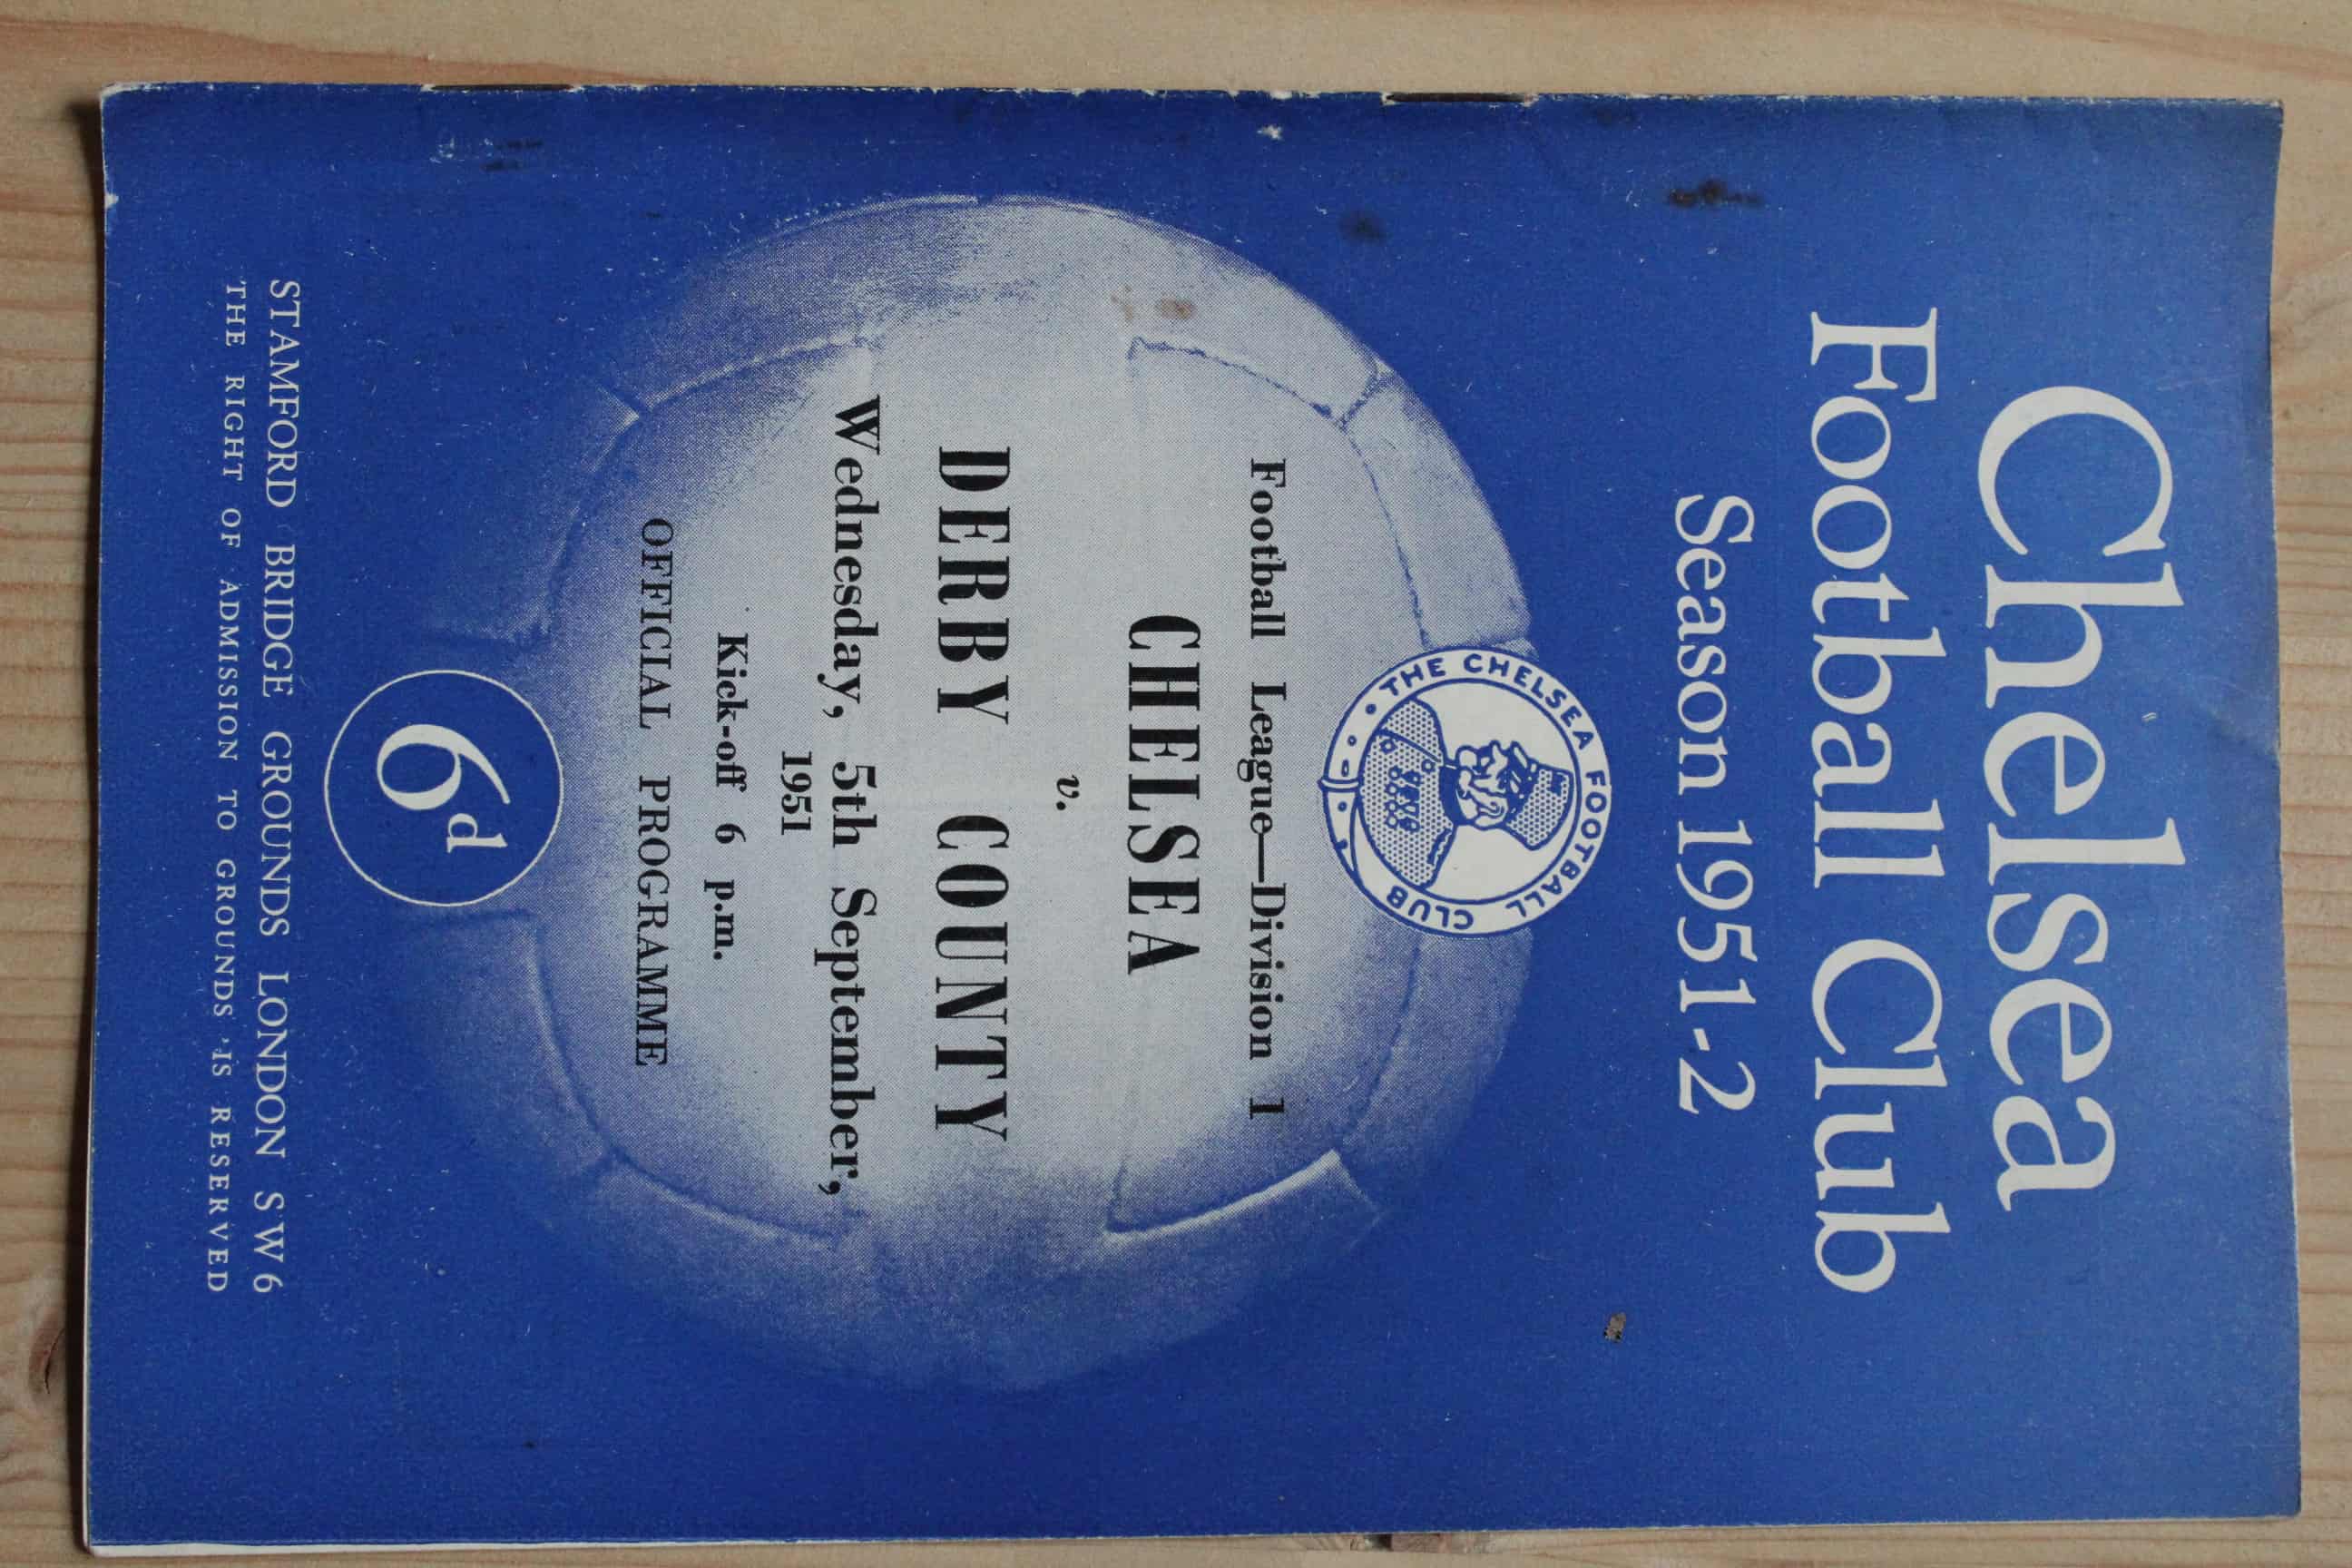 Chelsea
Football Club
Season 1951-2
THE CHELSEA FOOTBALL CLUB
Football League—Division 1
CHELSEA
v.
DERBY COUNTY
Wednesday, 5th September,
1951
Kick-off 6 p.m.
OFFICIAL PROGRAMME
6d
STAMFORD BRIDGE GROUNDS LONDON SW6
THE RIGHT OF ADMISSION TO GROUNDS IS RESERVED